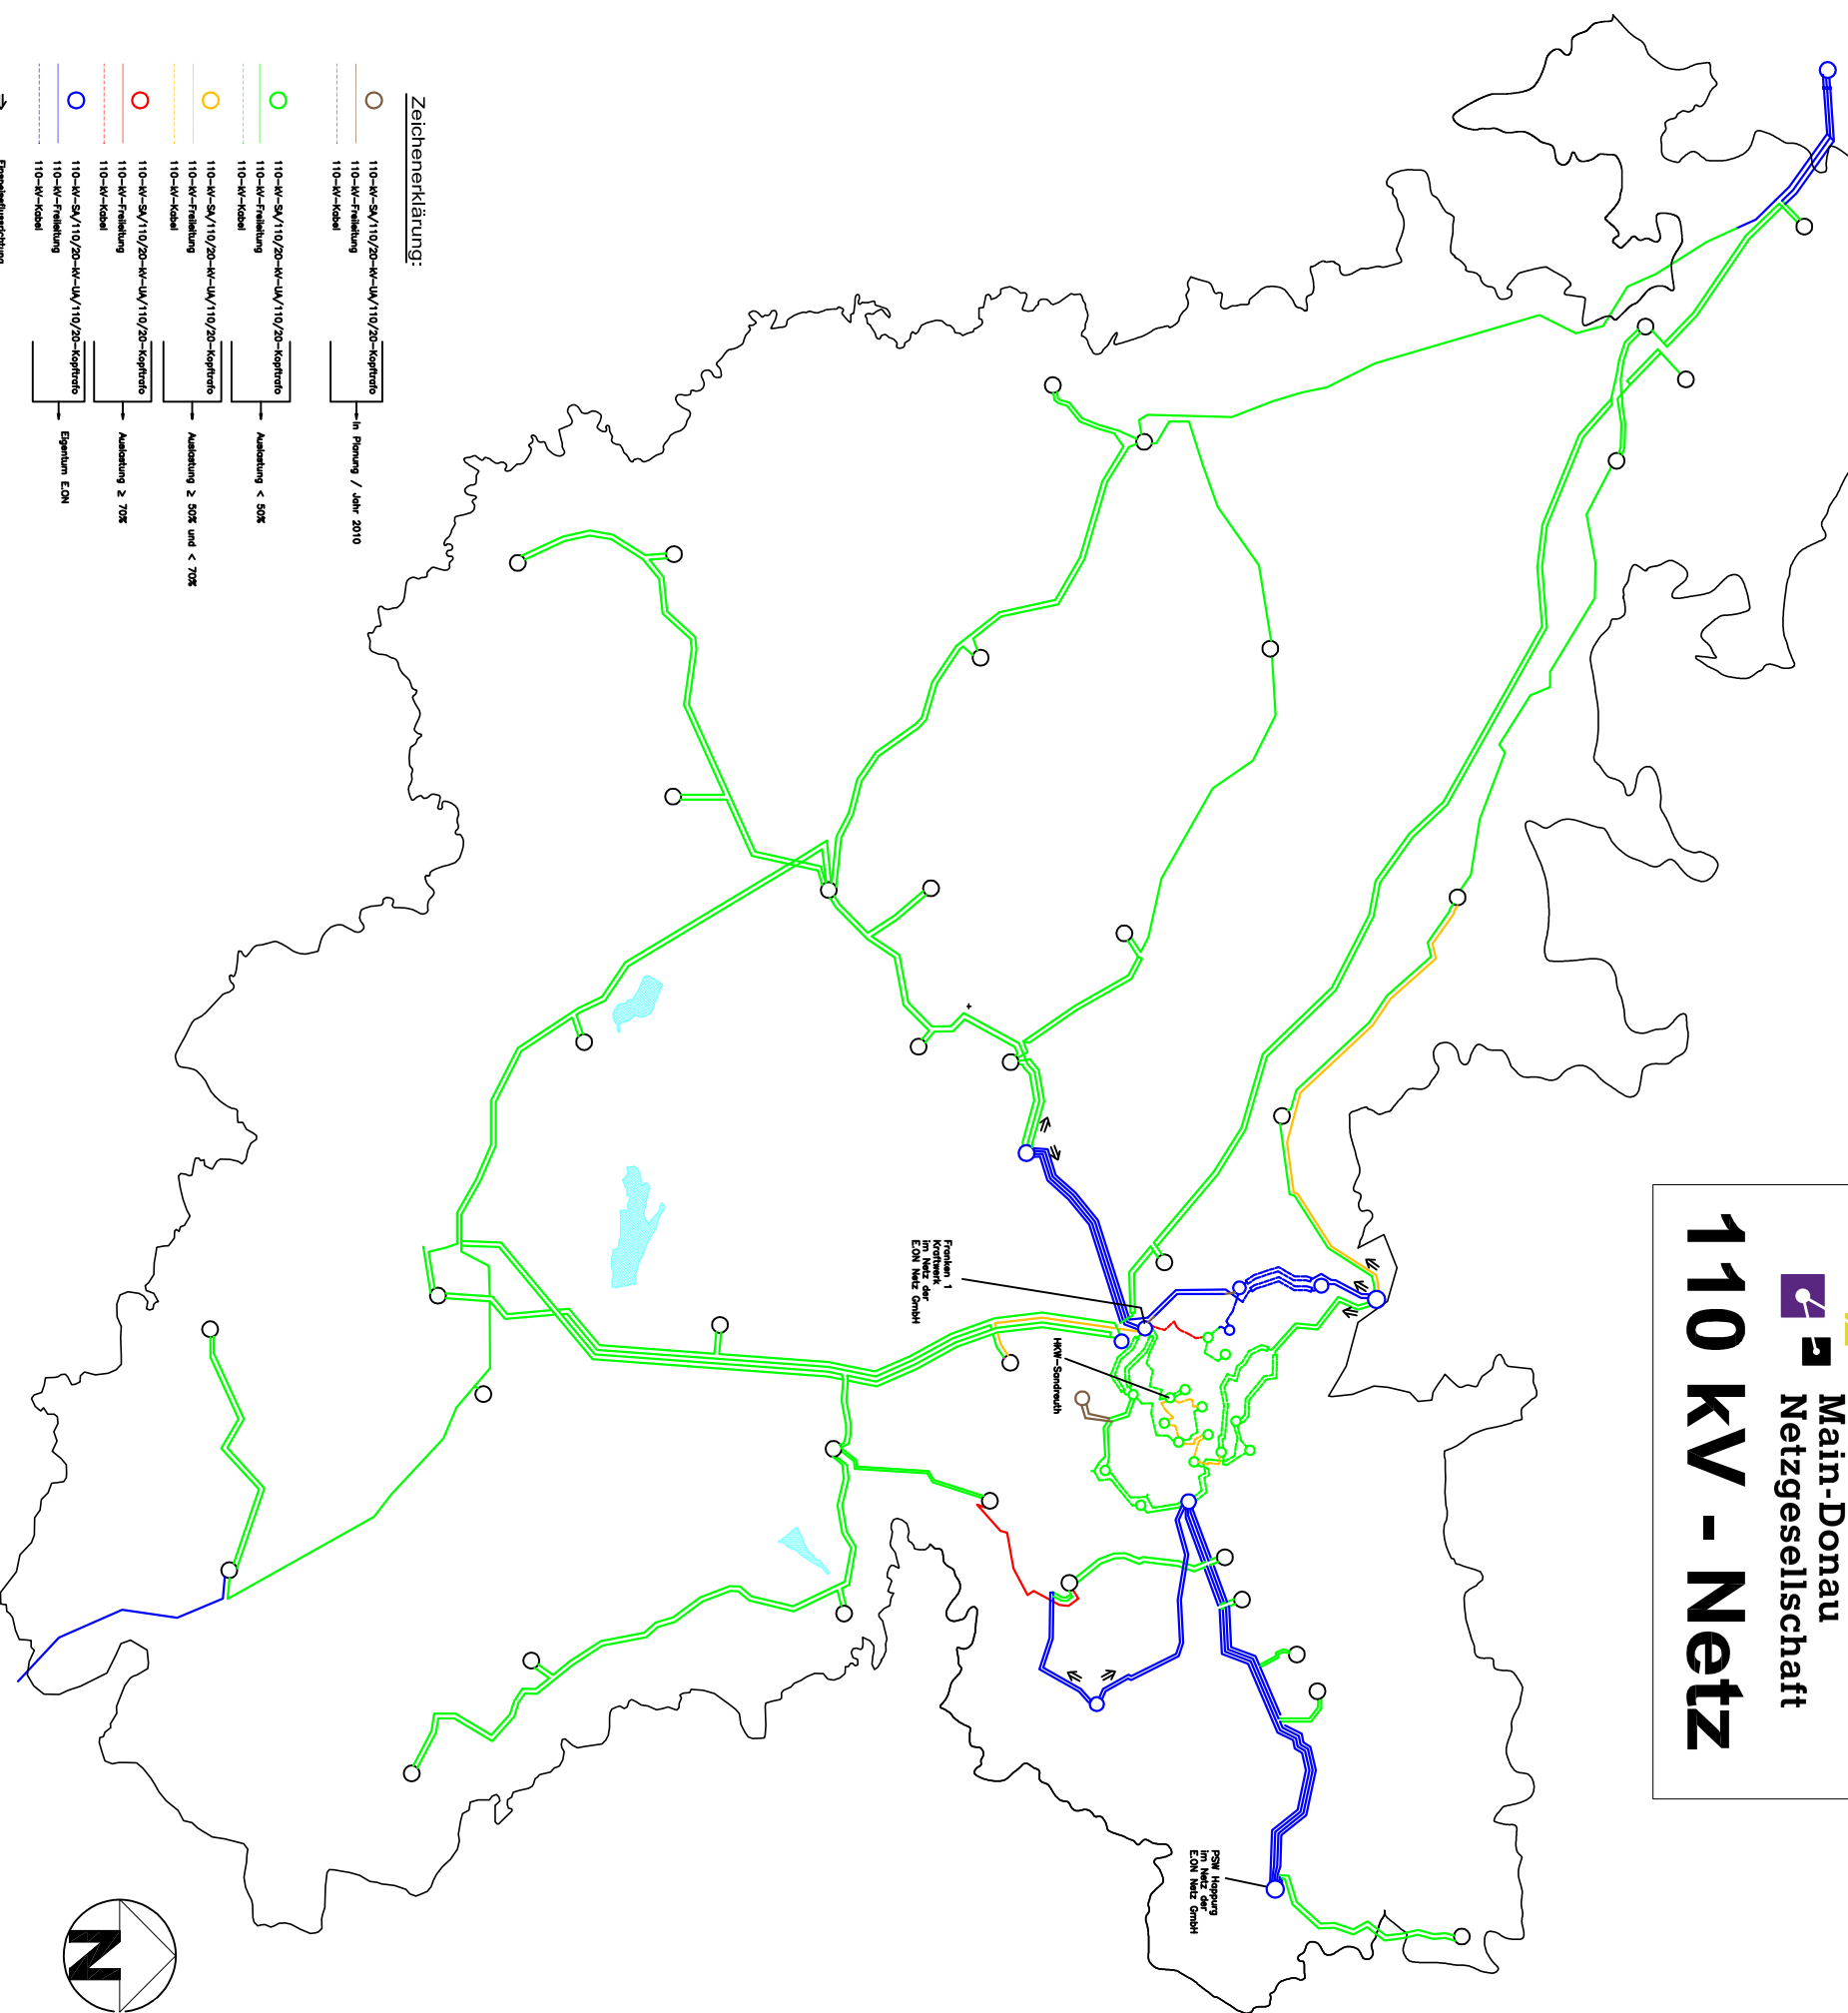 Main-Donau
Netzgesellschaft
110 kV - Netz
Zeichenerklärung:
110-kV-SA/110/20-kV-UA/110/20-Kopftrafo
110-kV-Freileitung
110-kV-Kabel
In Planung / Jahr 2010
110-kV-SA/110/20-kV-UA/110/20-Kopftrafo
110-kV-Freileitung
110-kV-Kabel
Auslastung < 50%
110-kV-SA/110/20-kV-UA/110/20-Kopftrafo
110-kV-Freileitung
110-kV-Kabel
Auslastung ≥ 50% und < 70%
110-kV-SA/110/20-kV-UA/110/20-Kopftrafo
110-kV-Freileitung
110-kV-Kabel
Auslastung ≥ 70%
110-kV-SA/110/20-kV-UA/110/20-Kopftrafo
110-kV-Freileitung
110-kV-Kabel
Eigentum E.ON
Franken 1
Kraftwerk
im Netz der
E.ON Netz GmbH
HKW-Sandreuth
PSW Happurg
im Netz der
E.ON Netz GmbH
N